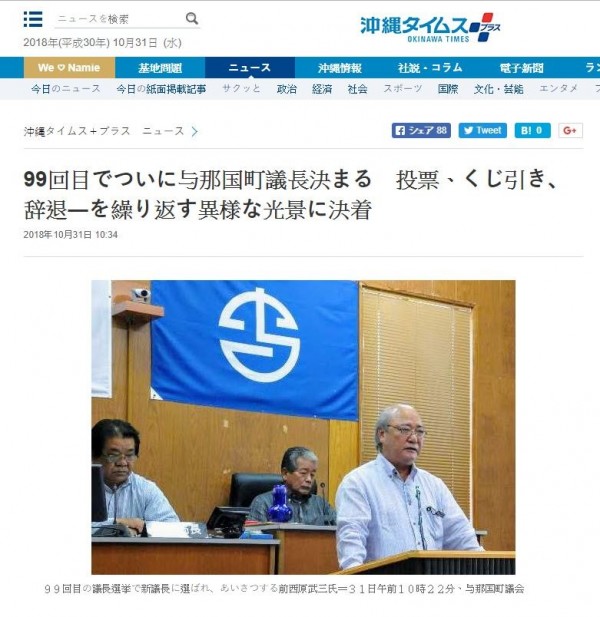 ニュースを検索
沖縄タイムス プラス
OKINAWA TIMES
2018年(平成30年) 10月31日 (水)
We ♡ Namie 基地問題 ニュース 沖縄情報 社説・コラム 電子新聞 ラン
今日のニュース 今日の紙面掲載記事 サクッと 政治 経済 社会 スポーツ 国際 文化・芸能 エンタメ
沖縄タイムス+プラス ニュース
シェア 88 Tweet B! 0 G+
99回目でついに与那国町議長決まる 投票、くじ引き、
辞退―を繰り返す異様な光景に決着
2018年10月31日 10:34
99回目の議長選挙で新議長に選ばれ、あいさつする前西原武三氏=31日午前10時22分、与那国町議会